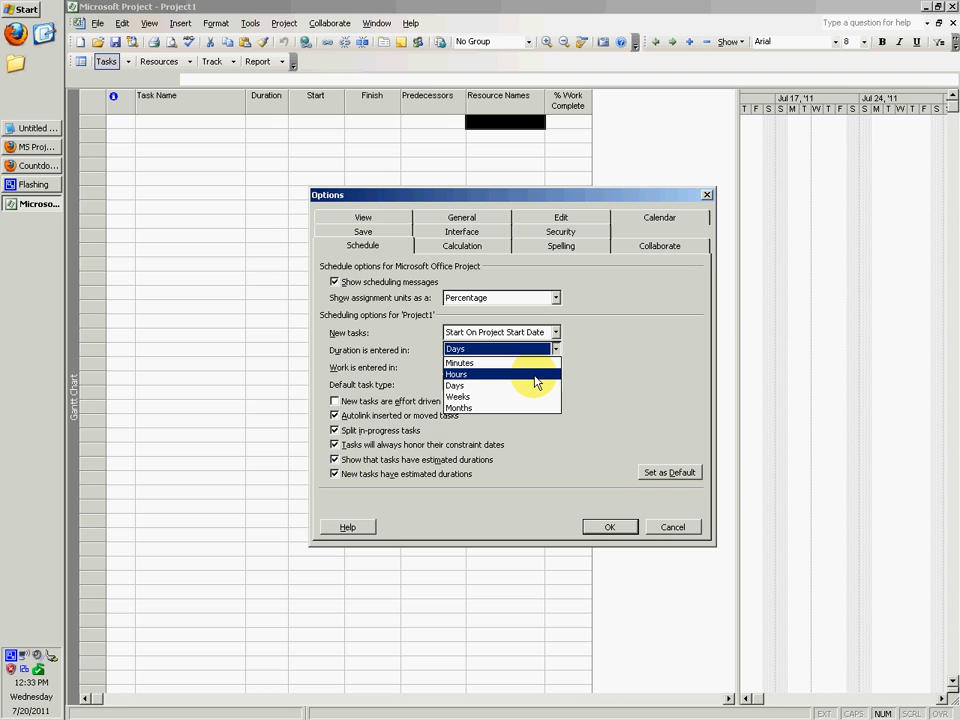 Start
Microsoft Project - Project1
File Edit View Insert Format Tools Project Collaborate Window Help
Type a question for help
No Group
Show
Arial
8
B I U
Tasks Resources Track Report
Task Name Duration Start Finish Predecessors Resource Names % Work Complete
Jul 17, '11 Jul 24, '11
T F S S M T W T F S S M T W T F S
Untitled ...
MS Proj...
Countdo...
Flashing
Microso...
Gantt Chart
Options
View General Edit Calendar
Save Interface Security
Schedule Calculation Spelling Collaborate
Schedule options for Microsoft Office Project
Show scheduling messages
Show assignment units as a: Percentage
Scheduling options for 'Project1'
New tasks: Start On Project Start Date
Duration is entered in: Days
Minutes
Work is entered in:
Hours
Default task type:
Days
Weeks
New tasks are effort driven
Months
Autolink inserted or moved tasks
Split in-progress tasks
Tasks will always honor their constraint dates
Show that tasks have estimated durations
New tasks have estimated durations
Set as Default
Help OK Cancel
12:33 PM
Wednesday
7/20/2011
EXT CAPS NUM SCRL OVR